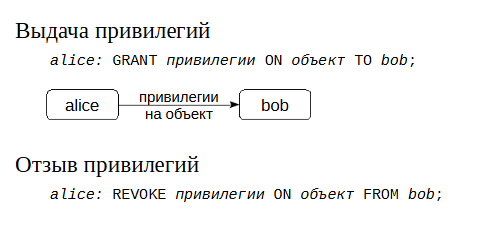 Выдача привилегий
alice: GRANT привилегии ON объект TO bob;
alice
привилегии
на объект
bob
Отзыв привилегий
alice: REVOKE привилегии ON объект FROM bob;